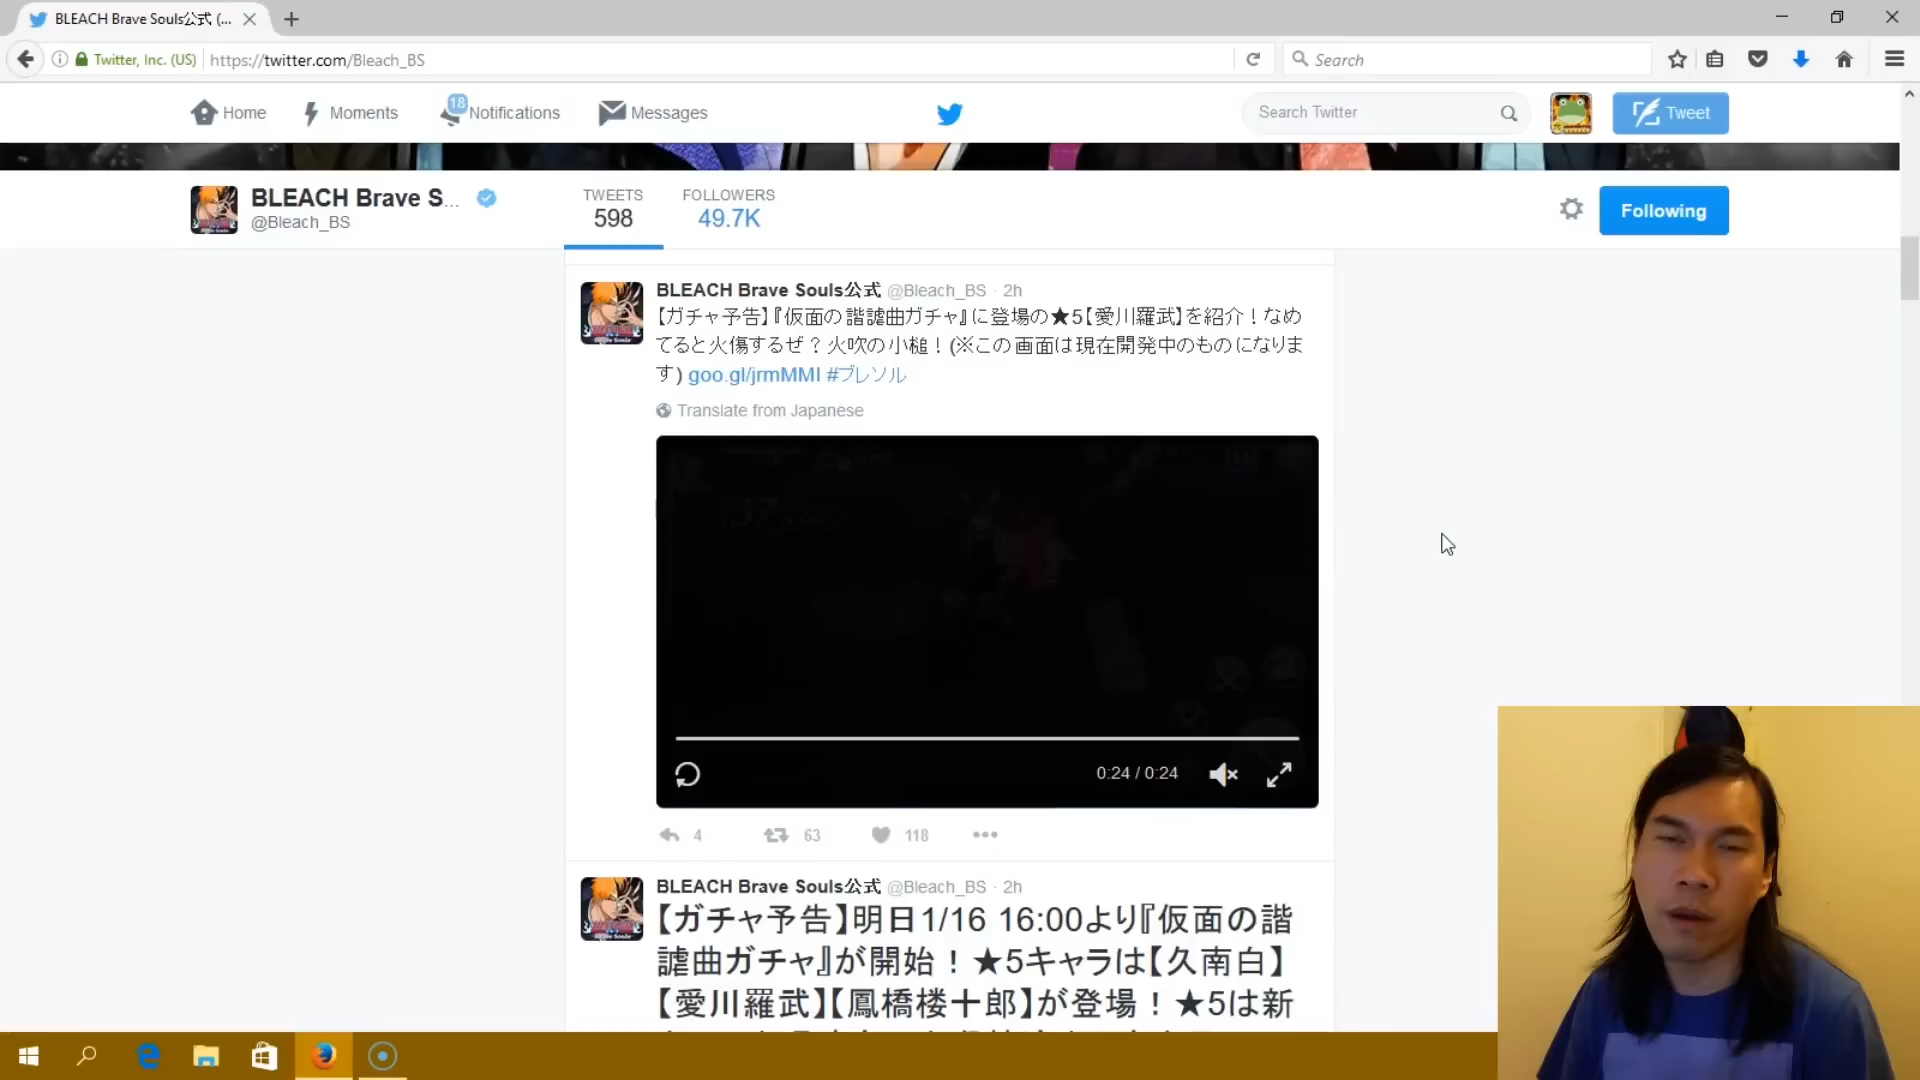 BLEACH Brave Souls公式 (...
Twitter, Inc. (US)
https://twitter.com/Bleach_BS
Search
Home
Moments
18
Notifications
Messages
Search Twitter
Tweet
BLEACH Brave S...
@Bleach_BS
TWEETS
598
FOLLOWERS
49.7K
Following
BLEACH Brave Souls公式 @Bleach_BS · 2h
【ガチャ予告】『仮面の諧謔曲ガチャ』に登場の★5【愛川羅武】を紹介！なめ
てると火傷するぜ？火吹の小槌！(※この画面は現在開発中のものになりま
す) goo.gl/jrmMMI #ブレソル
Translate from Japanese
37
0:24 / 0:24
4
63
118
BLEACH Brave Souls公式 @Bleach_BS · 2h
【ガチャ予告】明日1/16 16:00より『仮面の諧
謔曲ガチャ』が開始！★5キャラは【久南白】
【愛川羅武】【鳳橋楼十郎】が登場！★5は新